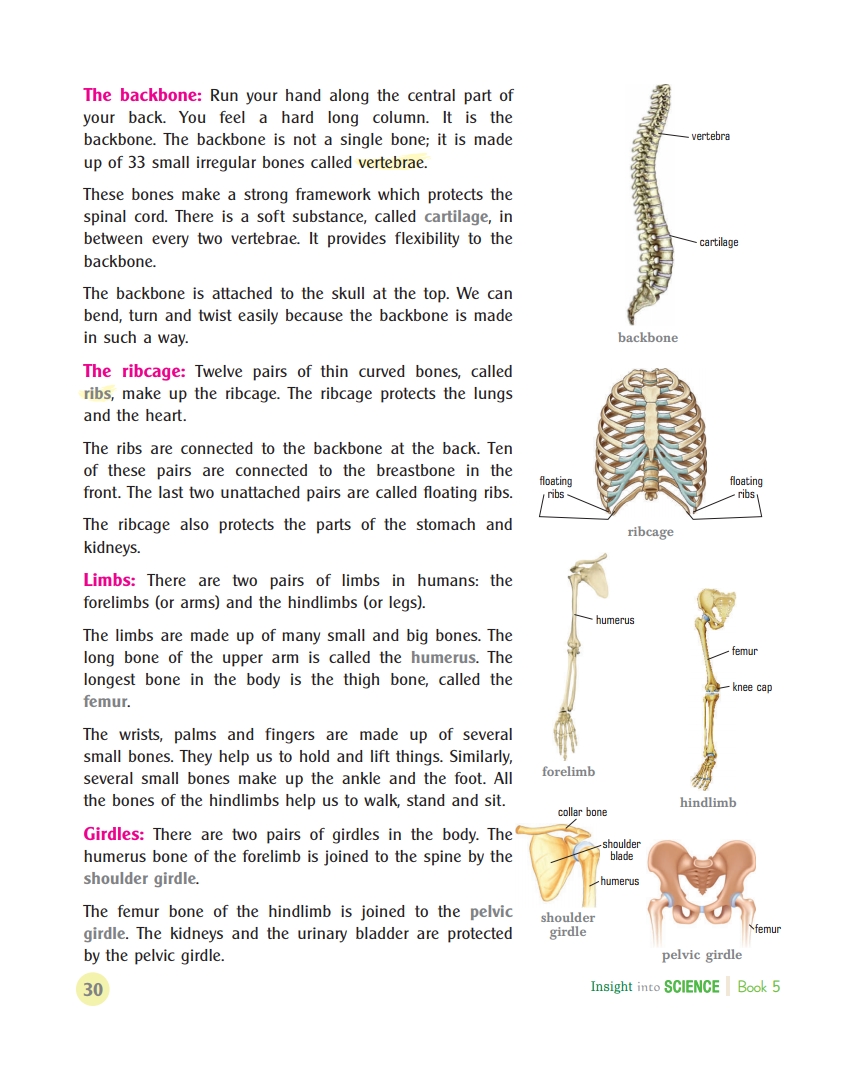 The backbone: Run your hand along the central part of
your back. You feel a hard long column. It is the
backbone. The backbone is not a single bone; it is made
up of 33 small irregular bones called vertebrae.
These bones make a strong framework which protects the
spinal cord. There is a soft substance, called cartilage, in
between every two vertebrae. It provides flexibility to the
backbone.
The backbone is attached to the skull at the top. We can
bend, turn and twist easily because the backbone is made
in such a way.
vertebra
cartilage
backbone
The ribcage: Twelve pairs of thin curved bones, called
ribs, make up the ribcage. The ribcage protects the lungs
and the heart.
The ribs are connected to the backbone at the back. Ten
of these pairs are connected to the breastbone in the
front. The last two unattached pairs are called floating ribs.
The ribcage also protects the parts of the stomach and
kidneys.
floating
ribs
floating
ribs
ribcage
Limbs: There are two pairs of limbs in humans: the
forelimbs (or arms) and the hindlimbs (or legs).
The limbs are made up of many small and big bones. The
long bone of the upper arm is called the humerus. The
longest bone in the body is the thigh bone, called the
femur.
The wrists, palms and fingers are made up of several
small bones. They help us to hold and lift things. Similarly,
several small bones make up the ankle and the foot. All
the bones of the hindlimbs help us to walk, stand and sit.
humerus
forelimb
femur
knee cap
hindlimb
Girdles: There are two pairs of girdles in the body. The
humerus bone of the forelimb is joined to the spine by the
shoulder girdle.
The femur bone of the hindlimb is joined to the pelvic
girdle. The kidneys and the urinary bladder are protected
by the pelvic girdle.
collar bone
shoulder
blade
humerus
shoulder
girdle
femur
pelvic girdle
30
Insight into SCIENCE Book 5